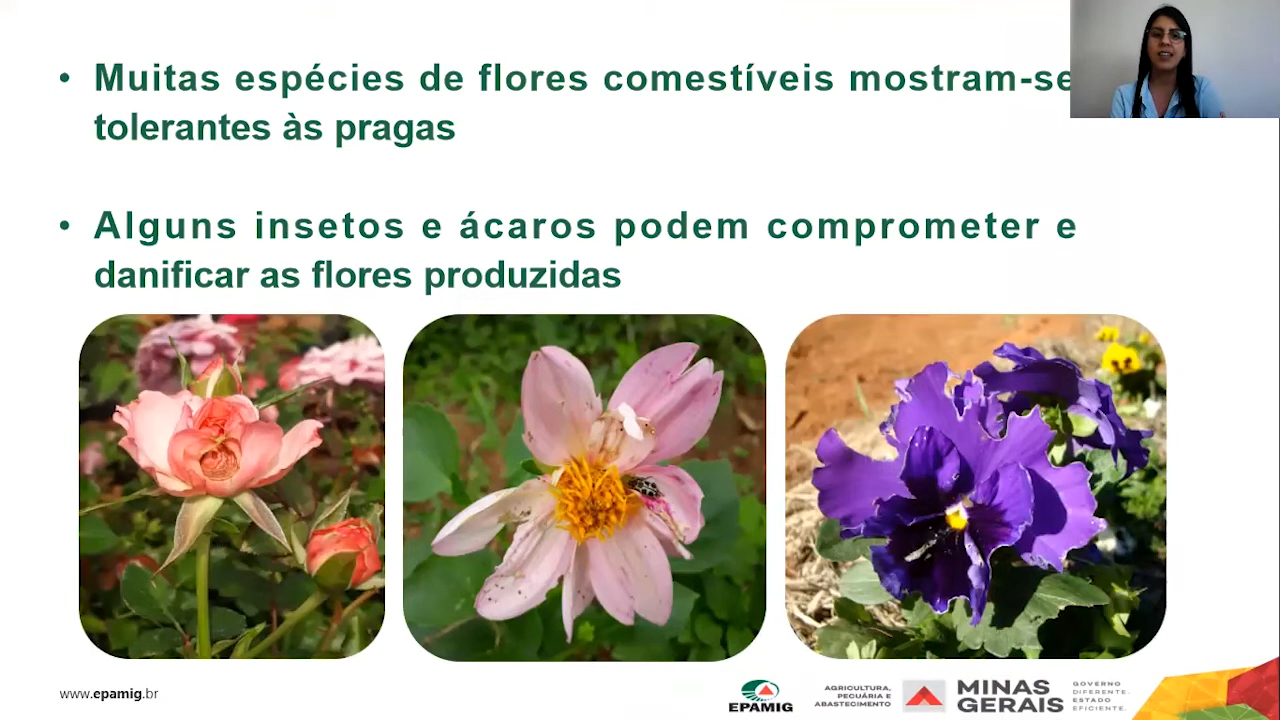 • Muitas espécies de flores comestíveis mostram-se
tolerantes às pragas
• Alguns insetos e ácaros podem comprometer e
danificar as flores produzidas
www.epamig.br
EPAMIG
AGRICULTURA,
PECUÁRIA E
ABASTECIMENTO
MINAS
GERAIS
GOVERNO
DIFERENTE.
ESTADO
EFICIENTE.